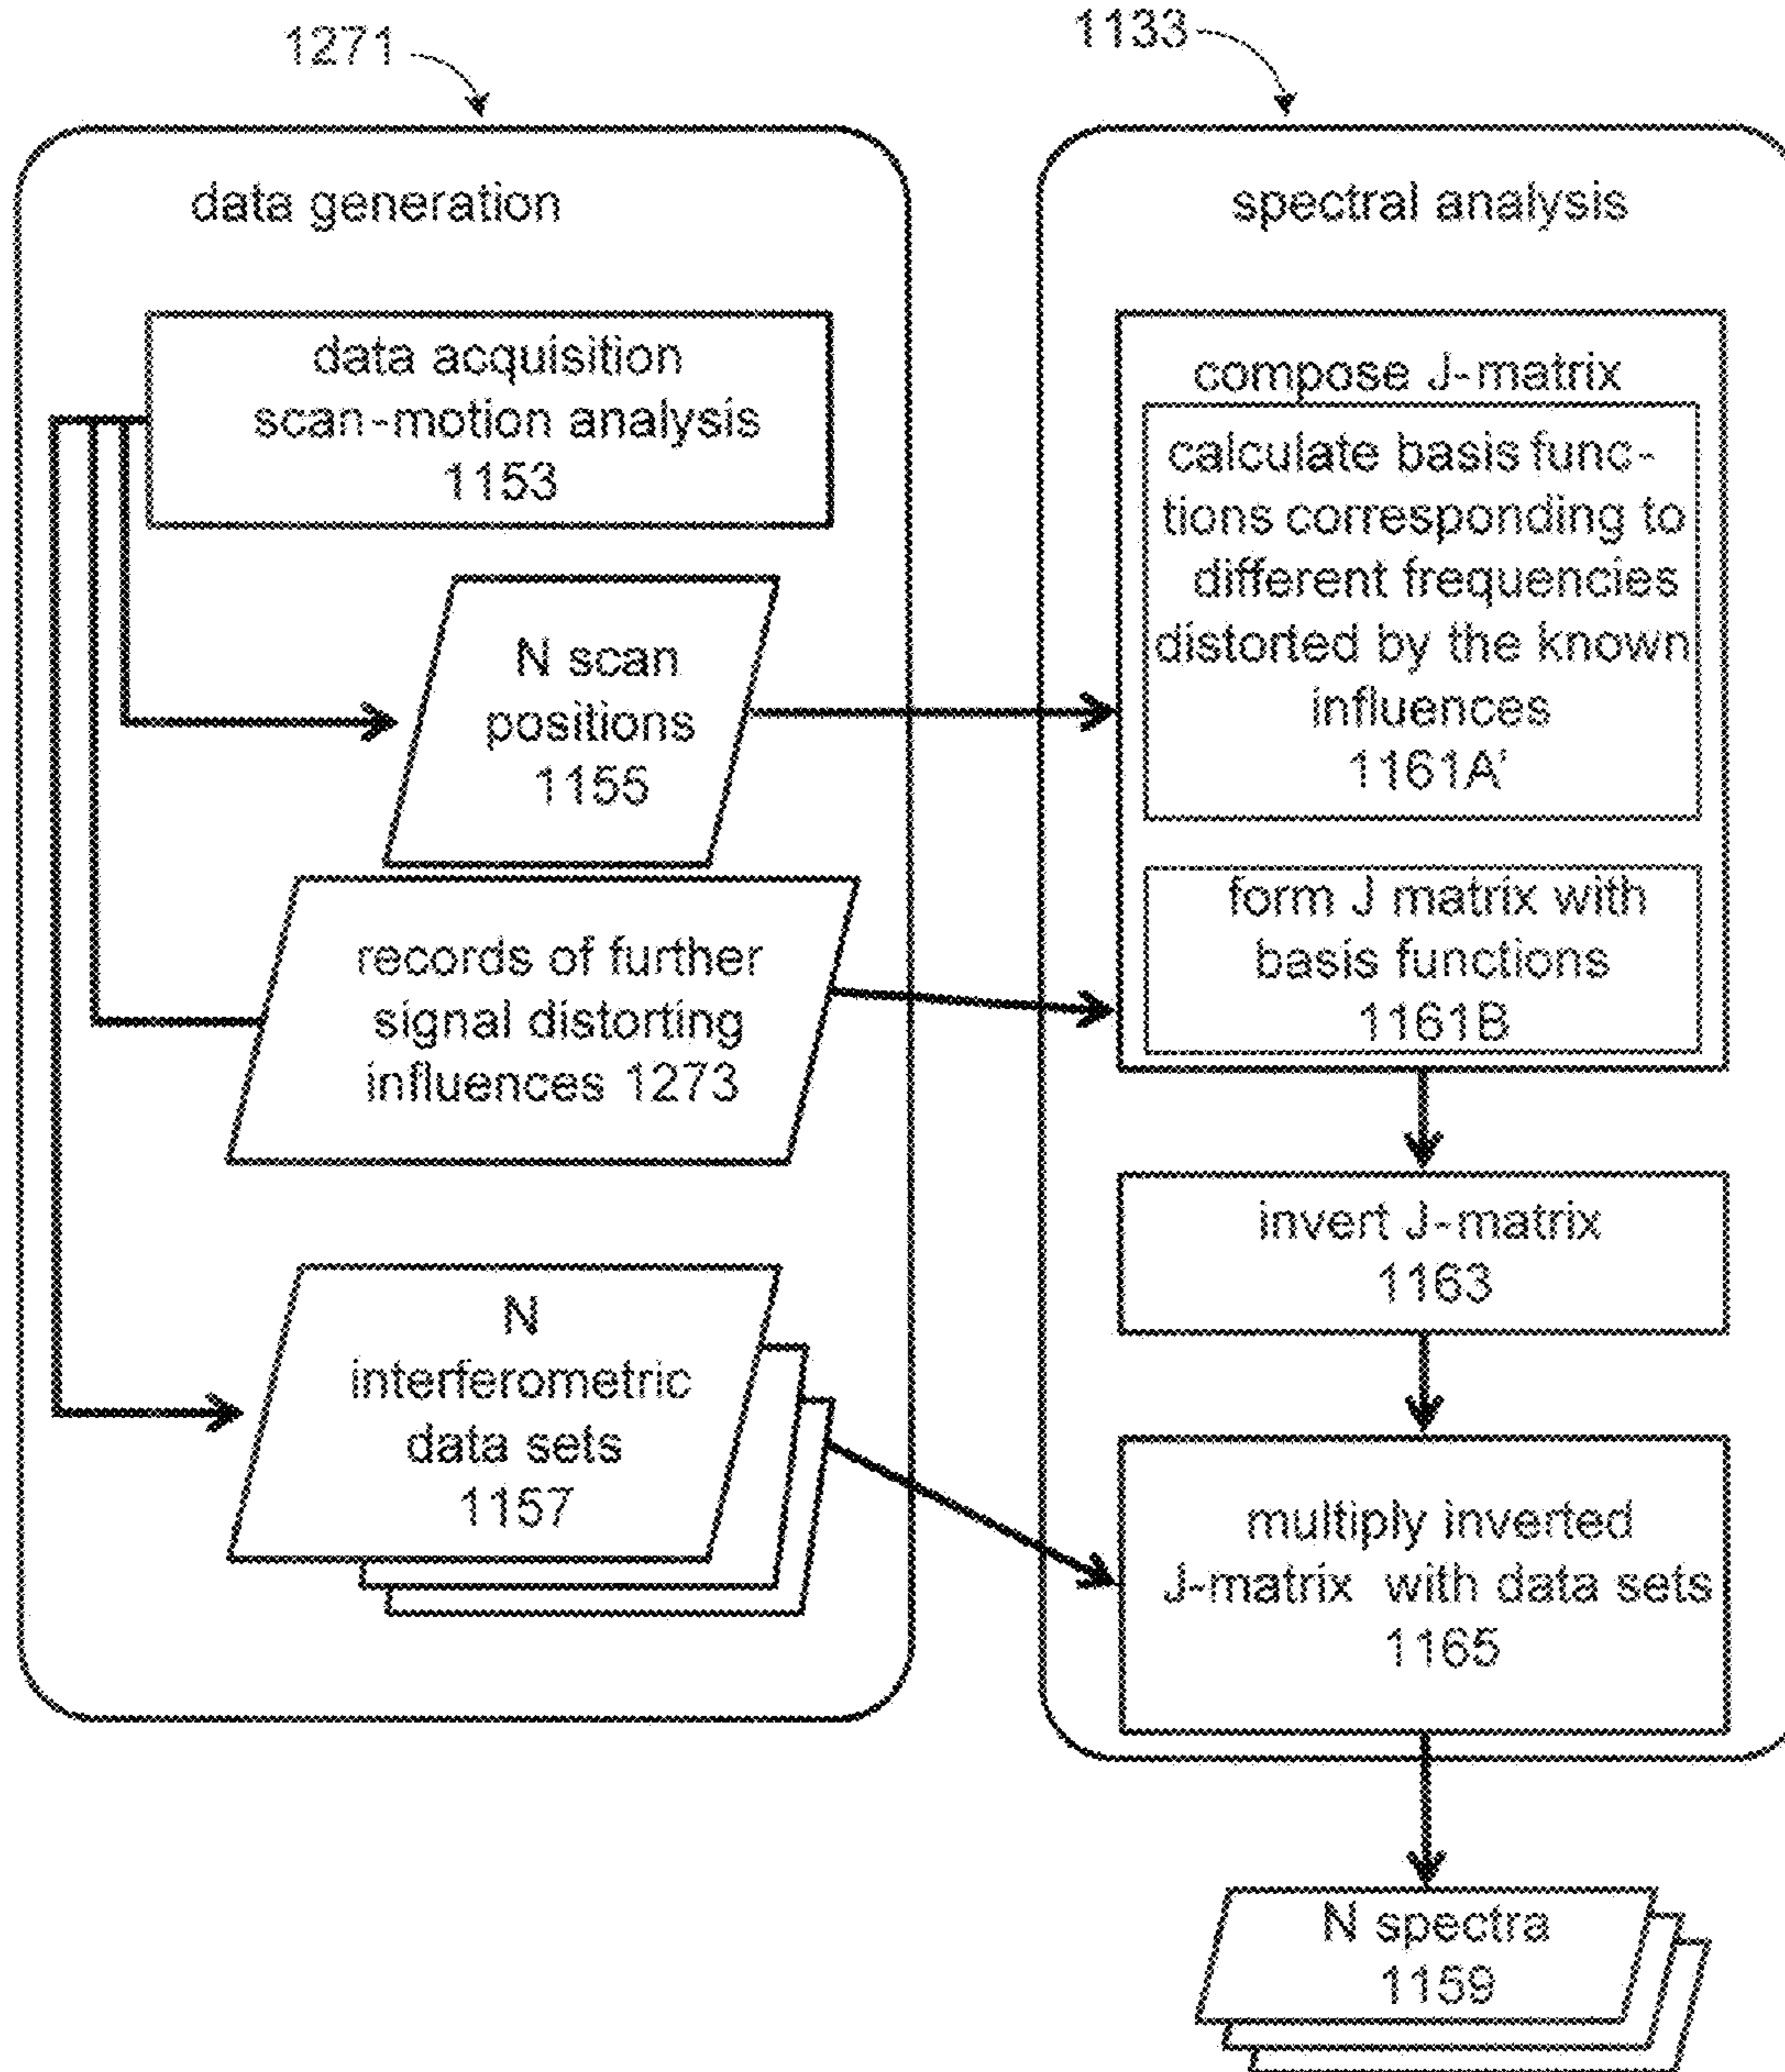 1271
1133
data generation
data acquisition
scan-motion analysis
1153
N scan
positions
1155
records of further
signal distorting
influences 1273
N
interferometric
data sets
1157
spectral analysis
compose J-matrix
calculate basis func-
tions corresponding to
different frequencies
distorted by the known
influences
1161A'
form J matrix with
basis functions
1161B
invert J-matrix
1163
multiply inverted
J-matrix with data sets
1165
N spectra
1159